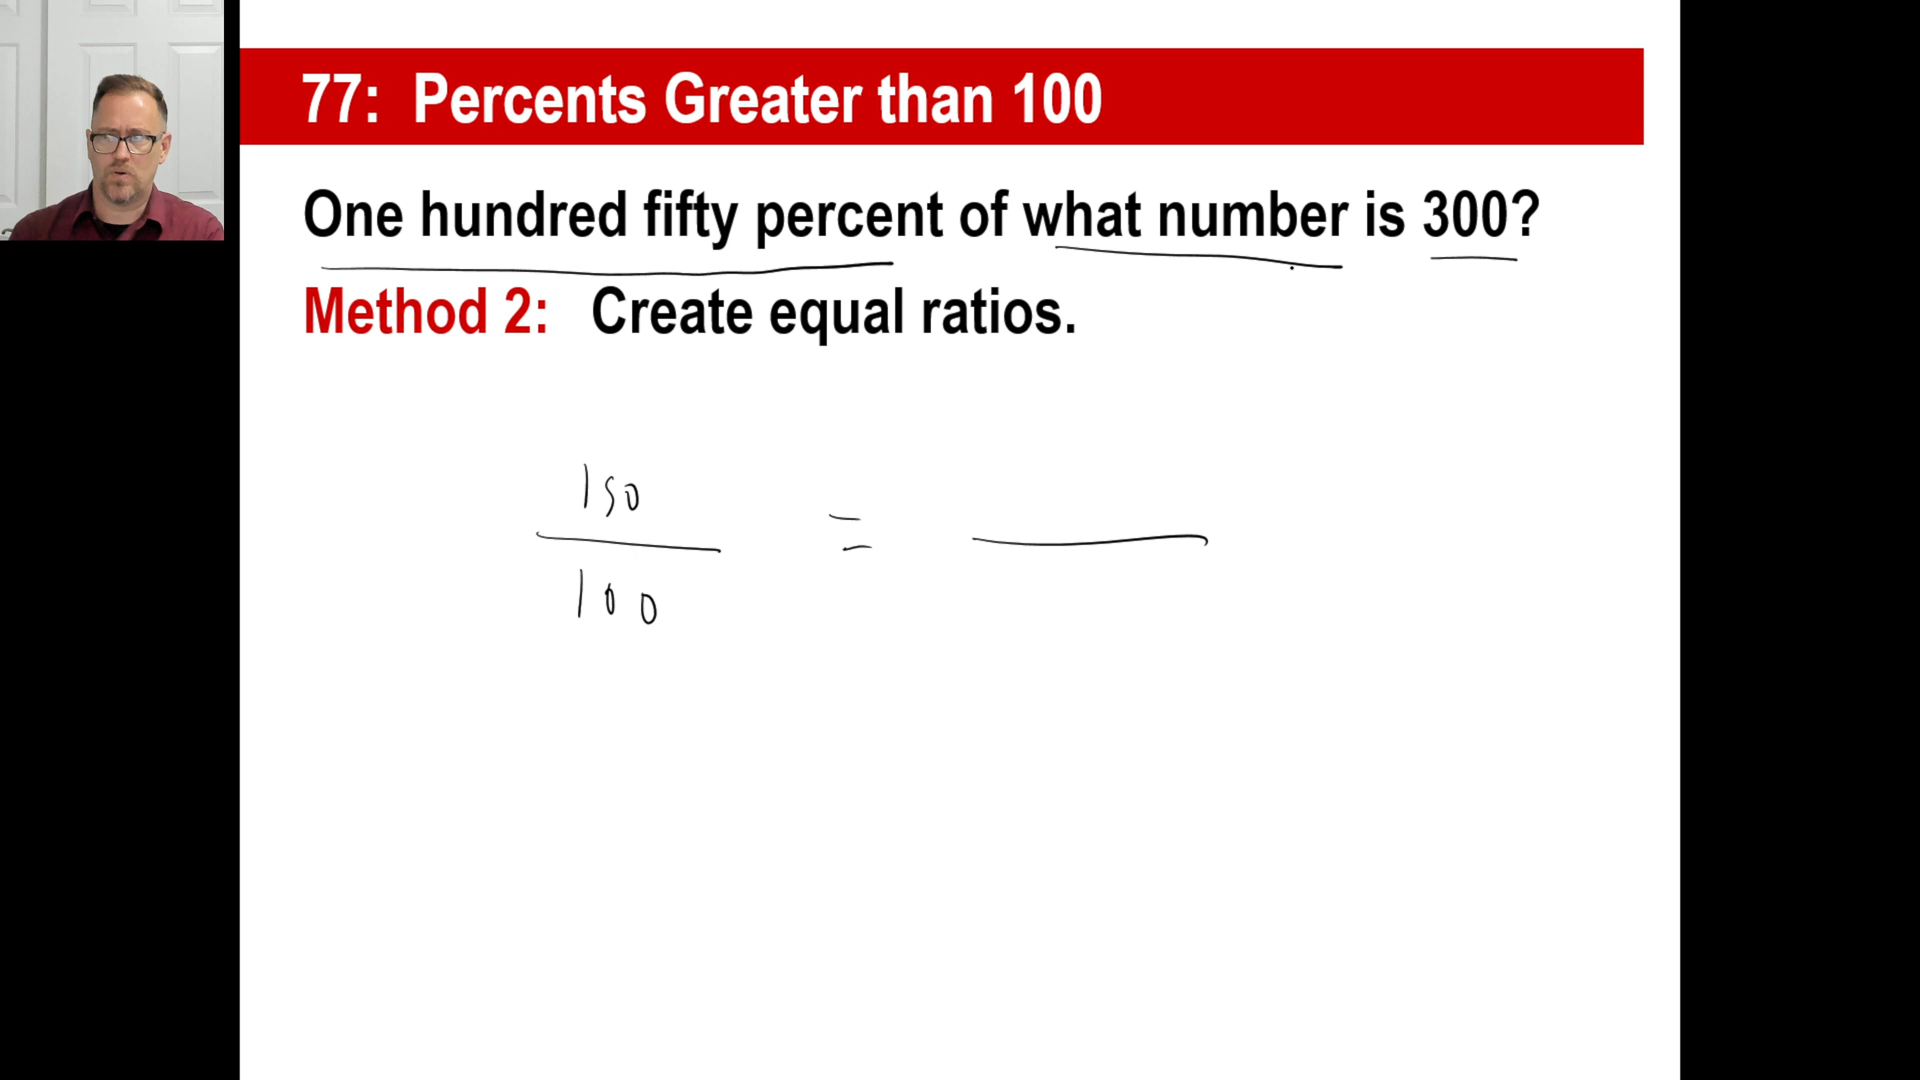 77: Percents Greater than 100
One hundred fifty percent of what number is 300?
Method 2: Create equal ratios.
150
=
100